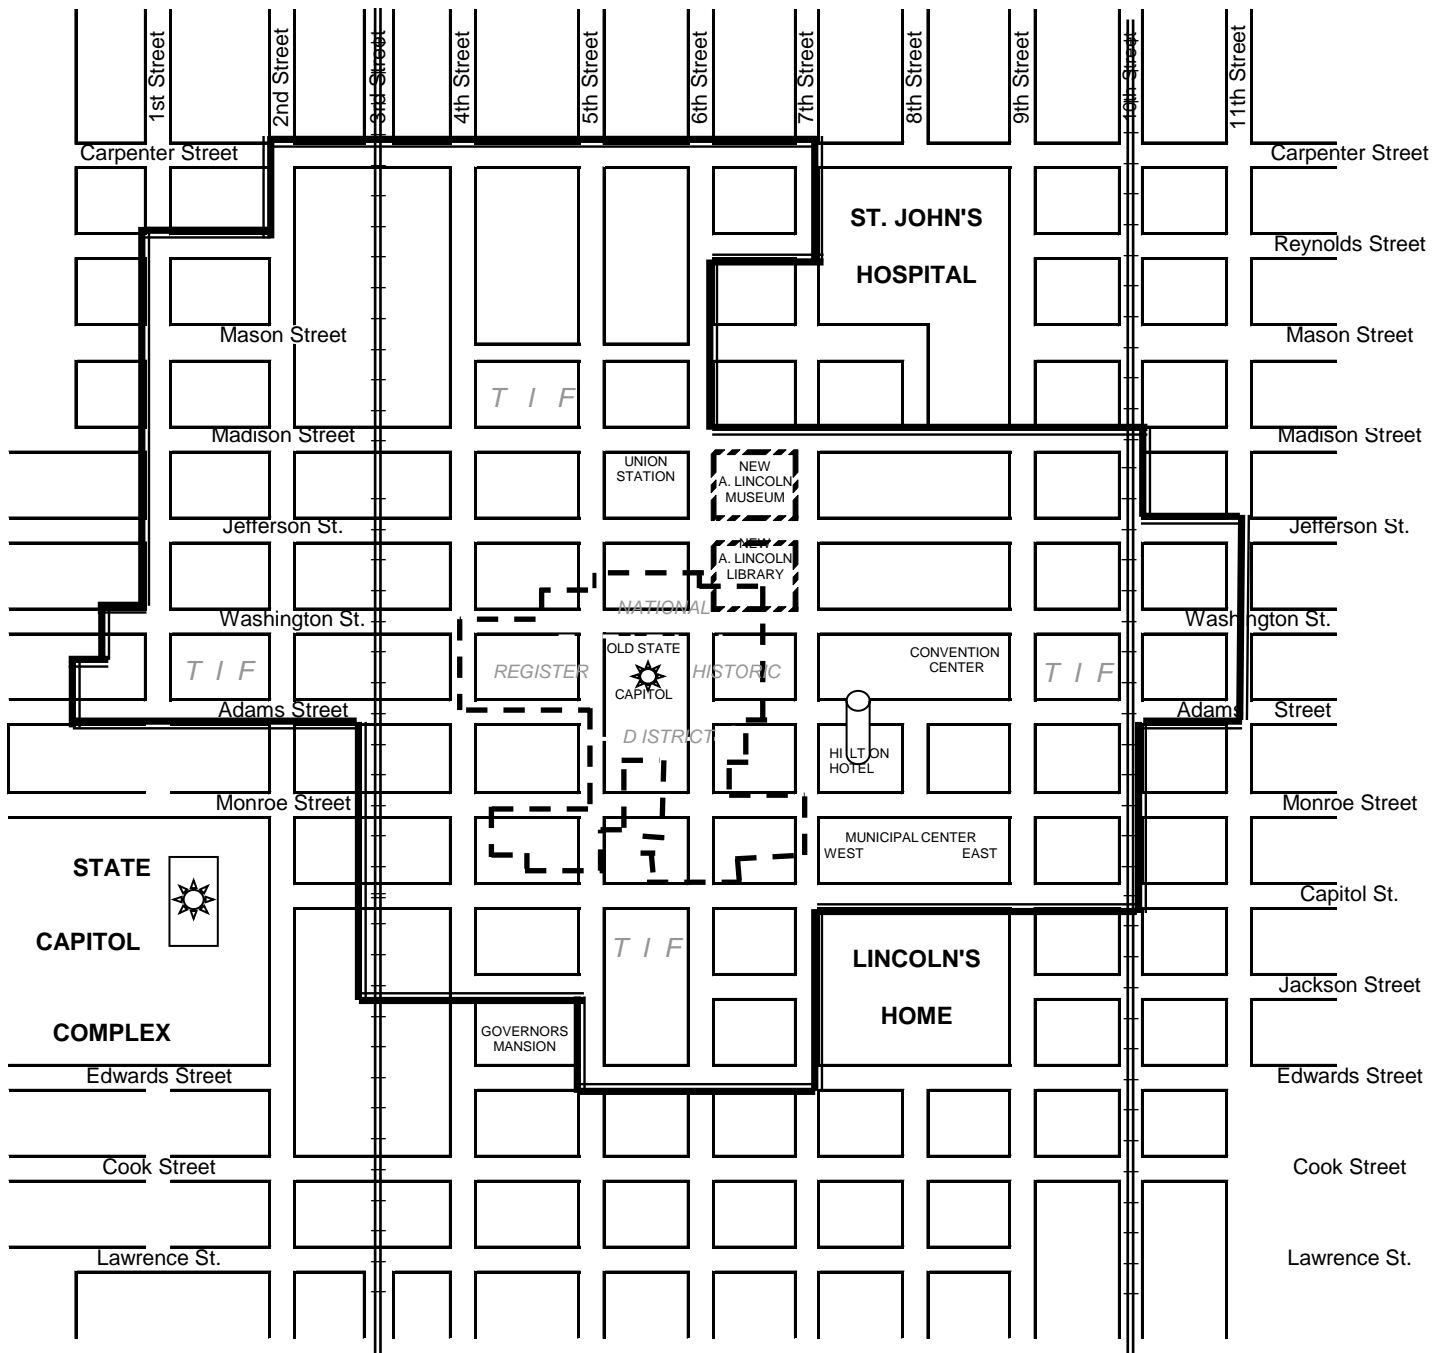 1st Street
2nd Street
3rd Street
4th Street
5th Street
6th Street
7th Street
8th Street
9th Street
10th Street
11th Street
Carpenter Street
Carpenter Street
ST. JOHN'S
HOSPITAL
Reynolds Street
Mason Street
Mason Street
T I F
Madison Street
Madison Street
UNION
STATION
NEW
A. LINCOLN
MUSEUM
Jefferson St.
Jefferson St.
NEW
A. LINCOLN
LIBRARY
NATIONAL
Washington St.
Washington St.
T I F
REGISTER
OLD STATE
CAPITOL
HISTORIC
CONVENTION
CENTER
T I F
Adams Street
Adams Street
D ISTRICT
HILTON
HOTEL
Monroe Street
Monroe Street
MUNICIPAL CENTER
WEST EAST
STATE
CAPITOL
COMPLEX
Capitol St.
T I F
LINCOLN'S
HOME
Jackson Street
GOVERNORS
MANSION
Edwards Street
Edwards Street
Cook Street
Cook Street
Lawrence St.
Lawrence St.